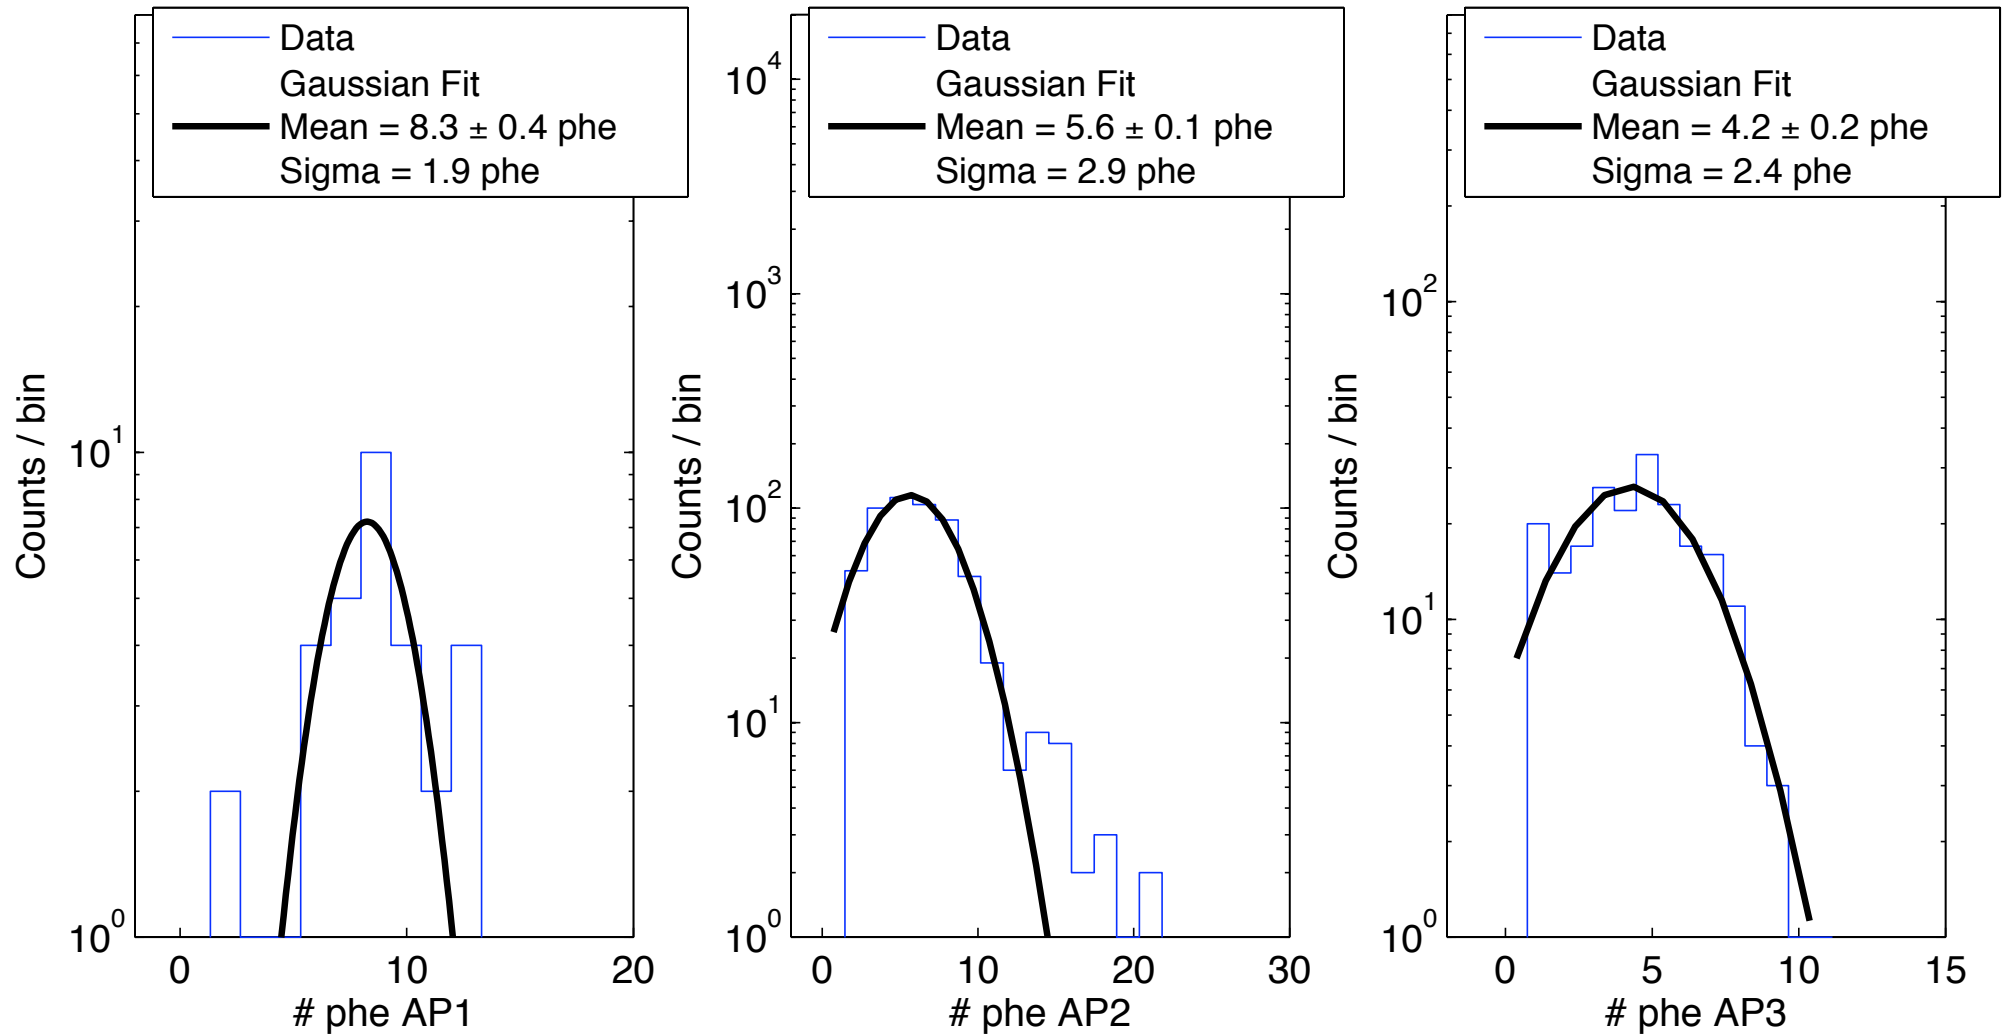 Data
Gaussian Fit
Mean = 8.3 ± 0.4 phe
Sigma = 1.9 phe
Counts / bin
10^1
10^0
0 10 20
# phe AP1
Data
Gaussian Fit
Mean = 5.6 ± 0.1 phe
Sigma = 2.9 phe
Counts / bin
10^4
10^3
10^2
10^1
10^0
0 10 20 30
# phe AP2
Data
Gaussian Fit
Mean = 4.2 ± 0.2 phe
Sigma = 2.4 phe
Counts / bin
10^2
10^1
10^0
0 5 10 15
# phe AP3